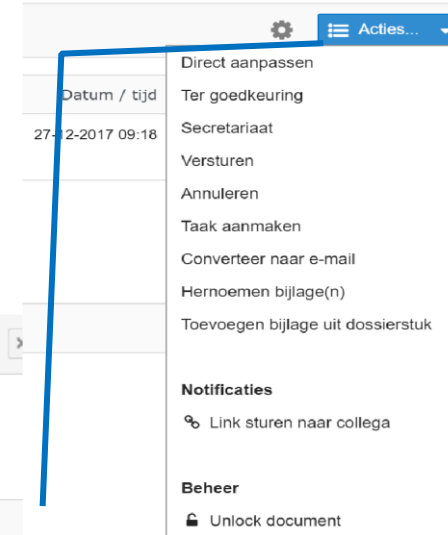 Acties...
Direct aanpassen
Datum / tijd
Ter goedkeuring
27-12-2017 09:18
Secretariaat
Versturen
Annuleren
Taak aanmaken
Converteer naar e-mail
Hernoemen bijlage(n)
Toevoegen bijlage uit dossierstuk
Notificaties
Link sturen naar collega
Beheer
Unlock document